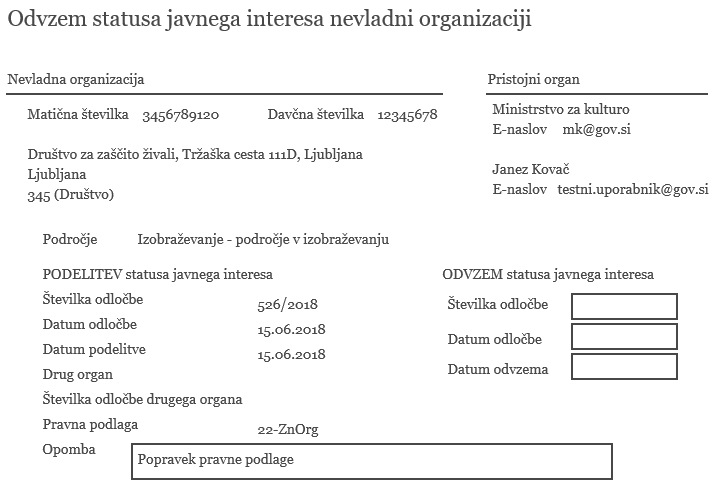 Odvzem statusa javnega interesa nevladni organizaciji
Nevladna organizacija
Matična številka 3456789120 Davčna številka 12345678
Društvo za zaščito živali, Tržaška cesta 111D, Ljubljana
Ljubljana
345 (Društvo)
Pristojni organ
Ministrstvo za kulturo
E-naslov mk@gov.si
Janez Kovač
E-naslov testni.uporabnik@gov.si
Področje Izobraževanje - področje v izobraževanju
PODELITEV statusa javnega interesa
Številka odločbe 526/2018
Datum odločbe 15.06.2018
Datum podelitve 15.06.2018
Drug organ
Številka odločbe drugega organa
Pravna podlaga 22-ZnOrg
Opomba Popravek pravne podlage
ODVZEM statusa javnega interesa
Številka odločbe
Datum odločbe
Datum odvzema